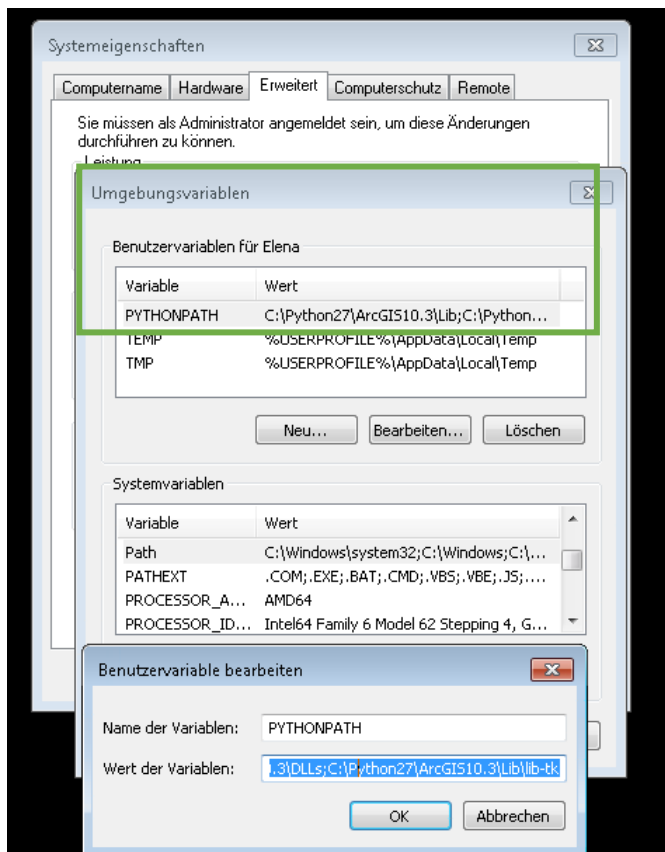 Systemeigenschaften
Computername Hardware Erweitert Computerschutz Remote
Sie müssen als Administrator angemeldet sein, um diese Änderungen
durchführen zu können.
Leistung
Umgebungsvariablen
Benutzervariablen für Elena
Variable Wert
PYTHONPATH C:\Python27\ArcGIS10.3\Lib;C:\Python...
TEMP %USERPROFILE%\AppData\Local\Temp
TMP %USERPROFILE%\AppData\Local\Temp
Neu... Bearbeiten... Löschen
Systemvariablen
Variable Wert
Path C:\Windows\system32;C:\Windows;C:\...
PATHEXT .COM;.EXE;.BAT;.CMD;.VBS;.VBE;.JS;....
PROCESSOR_A... AMD64
PROCESSOR_ID... Intel64 Family 6 Model 62 Stepping 4, G...
Benutzervariable bearbeiten
Name der Variablen: PYTHONPATH
Wert der Variablen: .3\DLLs;C:\Python27\ArcGIS10.3\Lib\lib-tk
OK Abbrechen